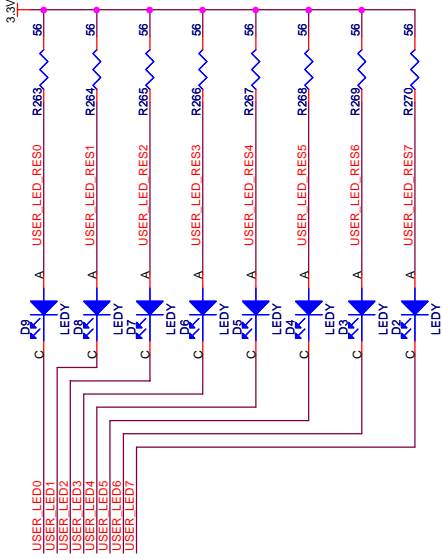 3.3V
56
56
56
56
56
56
56
56
R263
R264
R265
R266
R267
R268
R269
R270
USER_LED_RES0
USER_LED_RES1
USER_LED_RES2
USER_LED_RES3
USER_LED_RES4
USER_LED_RES5
USER_LED_RES6
USER_LED_RES7
A
A
A
A
A
A
A
A
D9
D8
D7
D6
D5
D4
D3
D2
LEDY
LEDY
LEDY
LEDY
LEDY
LEDY
LEDY
LEDY
C
C
C
C
C
C
C
C
USER_LED0
USER_LED1
USER_LED2
USER_LED3
USER_LED4
USER_LED5
USER_LED6
USER_LED7